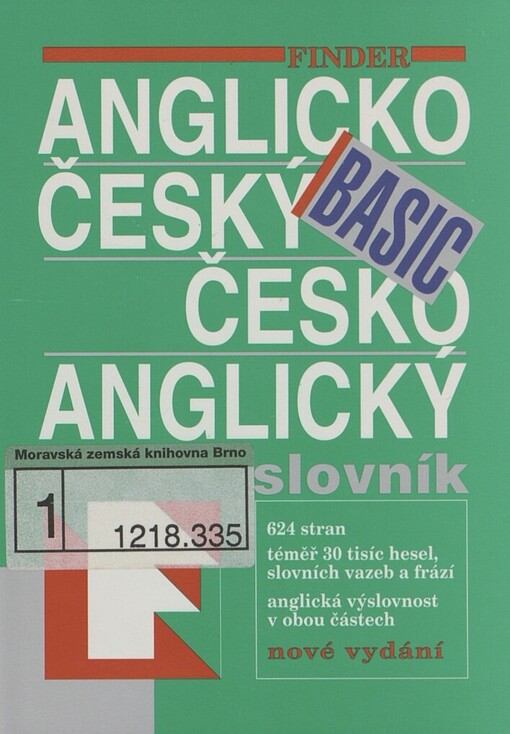 FINDER
ANGLICKO
ČESKÝ
BASIC
ČESKO
ANGLICKÝ
slovník
Moravská zemská knihovna Brno
1
1218.335
624 stran
téměř 30 tisíc hesel,
slovních vazeb a frází
anglická výslovnost
v obou částech
nové vydání